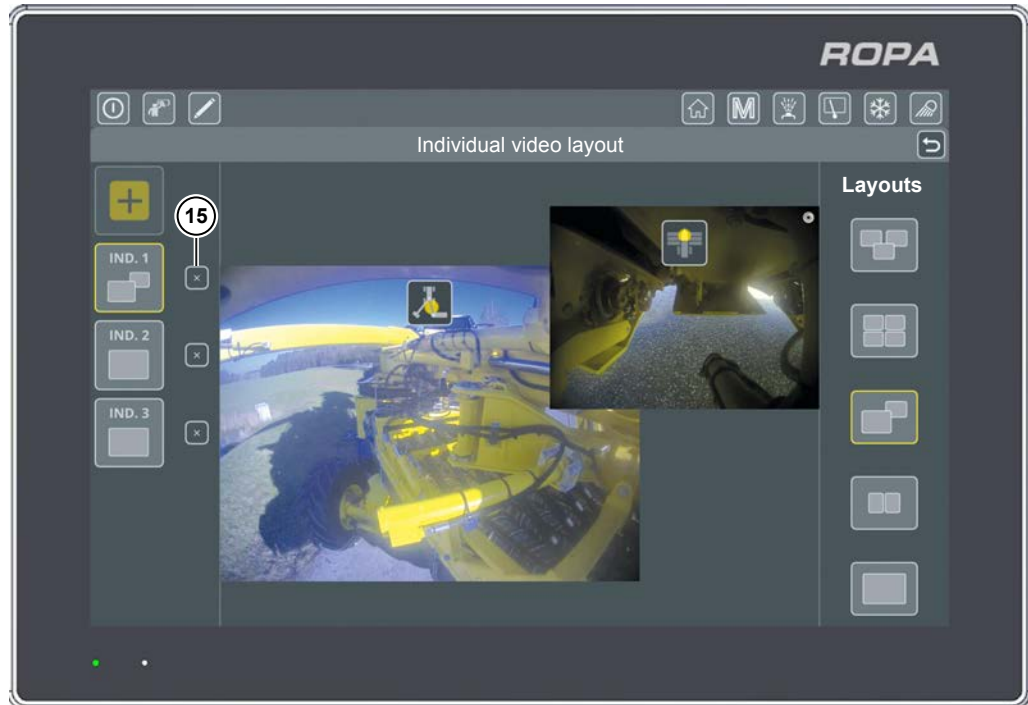 ROPA
M
Individual video layout
Layouts
15
IND. 1
IND. 2
IND. 3